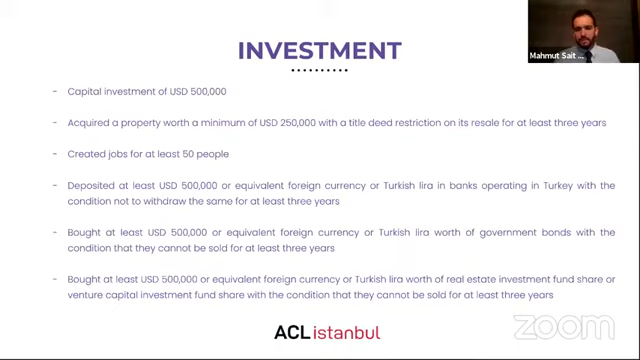 INVESTMENT
Mahmut Sait ...
- Capital investment of USD 500,000
- Acquired a property worth a minimum of USD 250,000 with a title deed restriction on its resale for at least three years
- Created jobs for at least 50 people
- Deposited at least USD 500,000 or equivalent foreign currency or Turkish lira in banks operating in Turkey with the
condition not to withdraw the same for at least three years
- Bought at least USD 500,000 or equivalent foreign currency or Turkish lira worth of government bonds with the
condition that they cannot be sold for at least three years
- Bought at least USD 500,000 or equivalent foreign currency or Turkish lira worth of real estate investment fund share or
venture capital investment fund share with the condition that they cannot be sold for at least three years
ACListanbul
zoom